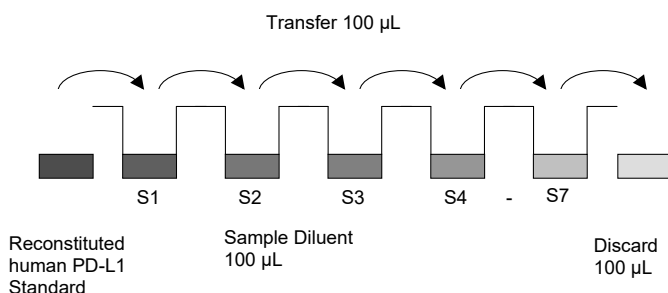 Transfer 100 µL
S1 S2 S3 S4 - S7
Reconstituted
human PD-L1
Standard
Sample Diluent
100 µL
Discard
100 µL